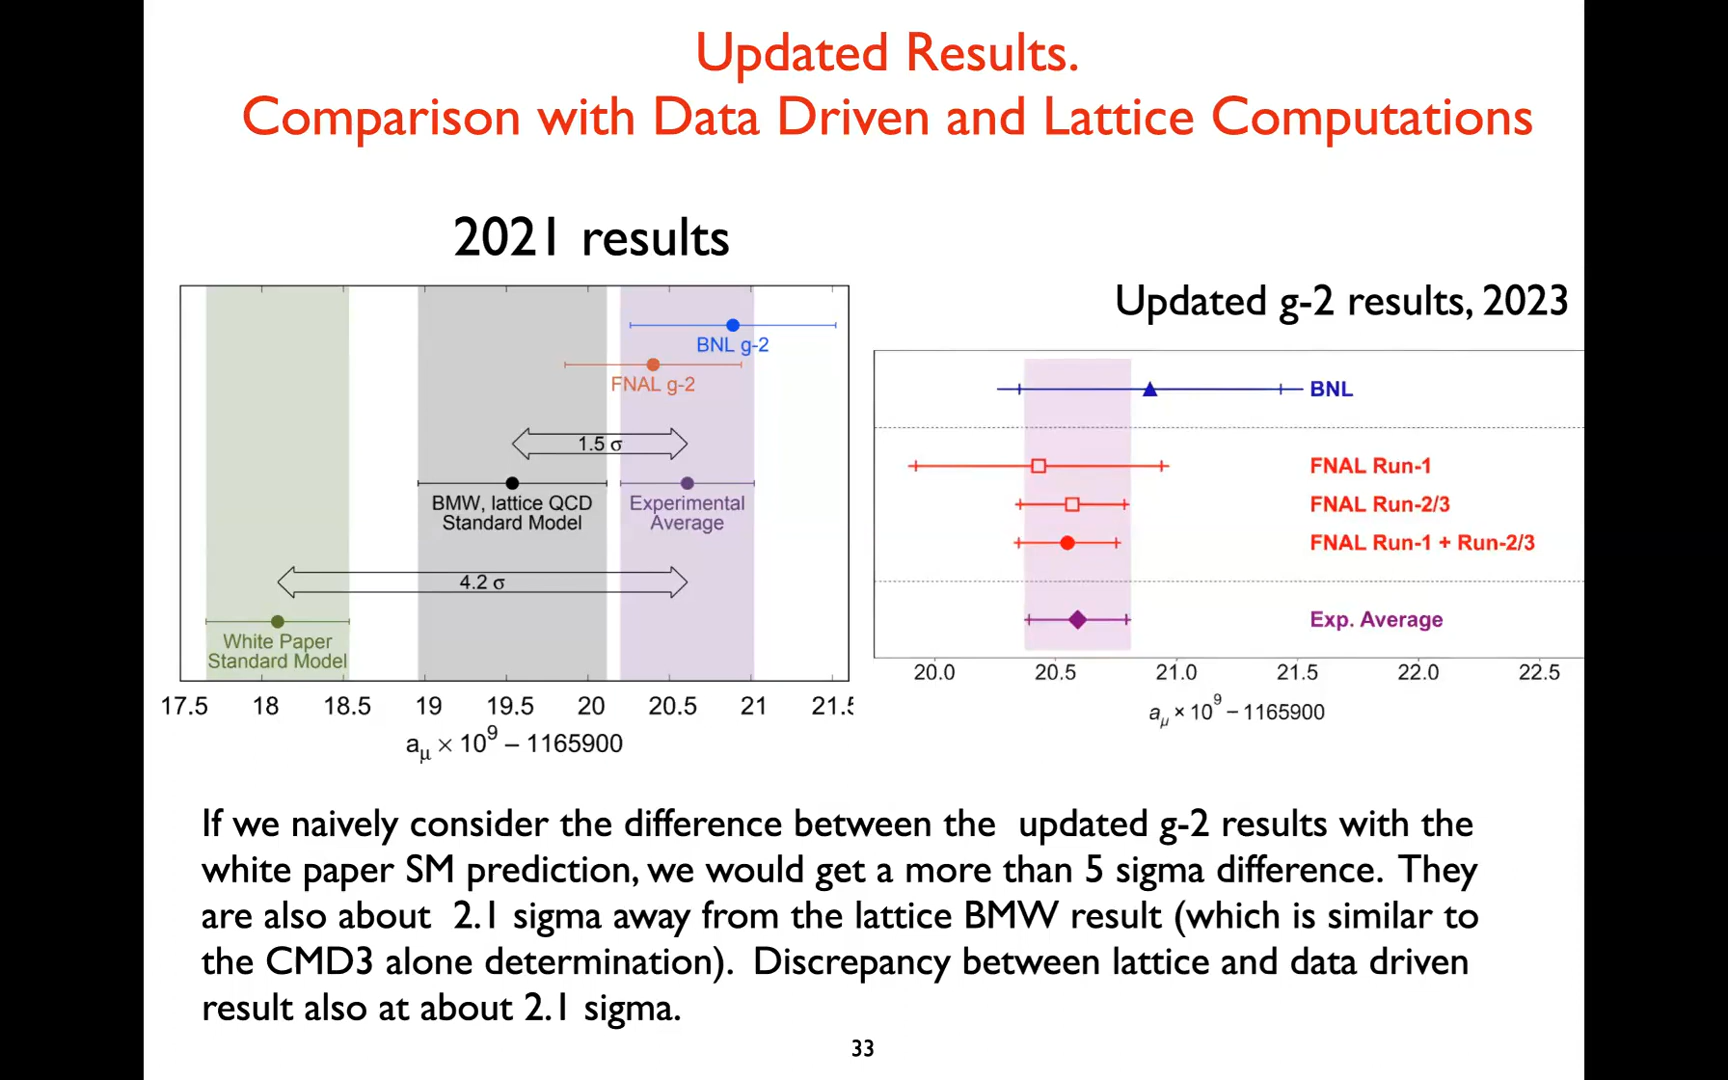 Updated Results.
Comparison with Data Driven and Lattice Computations
2021 results
BNL g-2
FNAL g-2
1.5 σ
BMW, lattice QCD
Standard Model
Experimental
Average
4.2 σ
White Paper
Standard Model
17.5 18 18.5 19 19.5 20 20.5 21 21.5
aμ × 10⁹ – 1165900
Updated g-2 results, 2023
BNL
FNAL Run-1
FNAL Run-2/3
FNAL Run-1 + Run-2/3
Exp. Average
20.0 20.5 21.0 21.5 22.0 22.5
aμ × 10⁹ – 1165900
If we naively consider the difference between the updated g-2 results with the
white paper SM prediction, we would get a more than 5 sigma difference. They
are also about 2.1 sigma away from the lattice BMW result (which is similar to
the CMD3 alone determination). Discrepancy between lattice and data driven
result also at about 2.1 sigma.
33